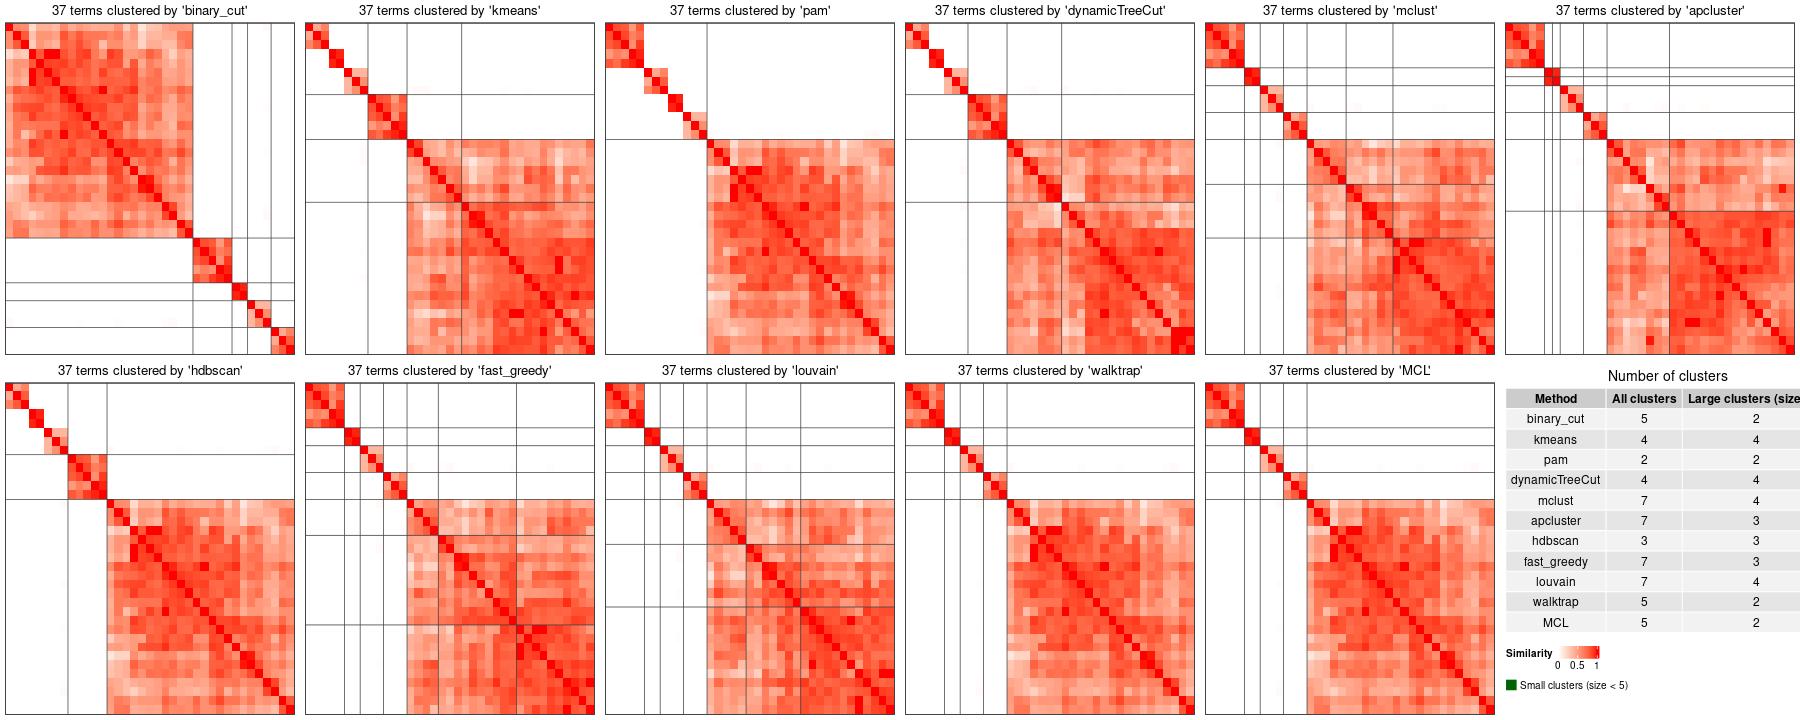 37 terms clustered by 'binary_cut'
37 terms clustered by 'kmeans'
37 terms clustered by 'pam'
37 terms clustered by 'dynamicTreeCut'
37 terms clustered by 'mclust'
37 terms clustered by 'apcluster'
37 terms clustered by 'hdbscan'
37 terms clustered by 'fast_greedy'
37 terms clustered by 'louvain'
37 terms clustered by 'walktrap'
37 terms clustered by 'MCL'
Number of clusters
Method All clusters Large clusters (size
binary_cut 5 2
kmeans 4 4
pam 2 2
dynamicTreeCut 4 4
mclust 7 4
apcluster 7 3
hdbscan 3 3
fast_greedy 7 3
louvain 7 4
walktrap 5 2
MCL 5 2
Similarity
0 0.5 1
Small clusters (size < 5)